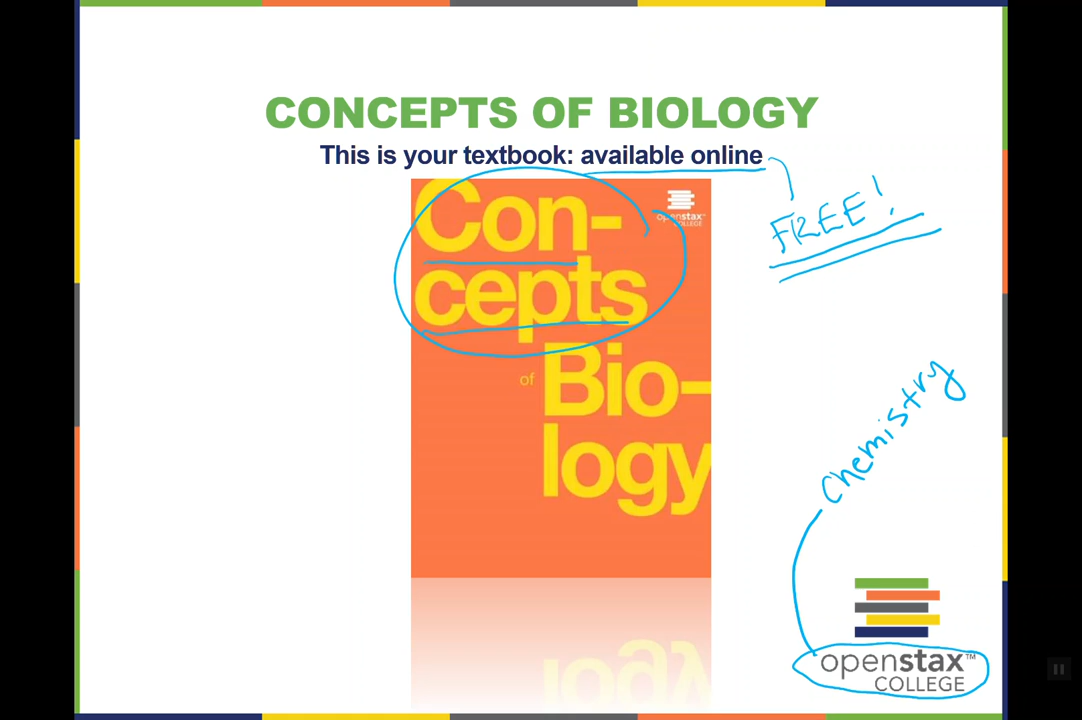 CONCEPTS OF BIOLOGY
This is your textbook: available online
Con-
cepts
of
Bio-
logy
openstax™
COLLEGE
FREE!
Chemistry
openstax™
COLLEGE